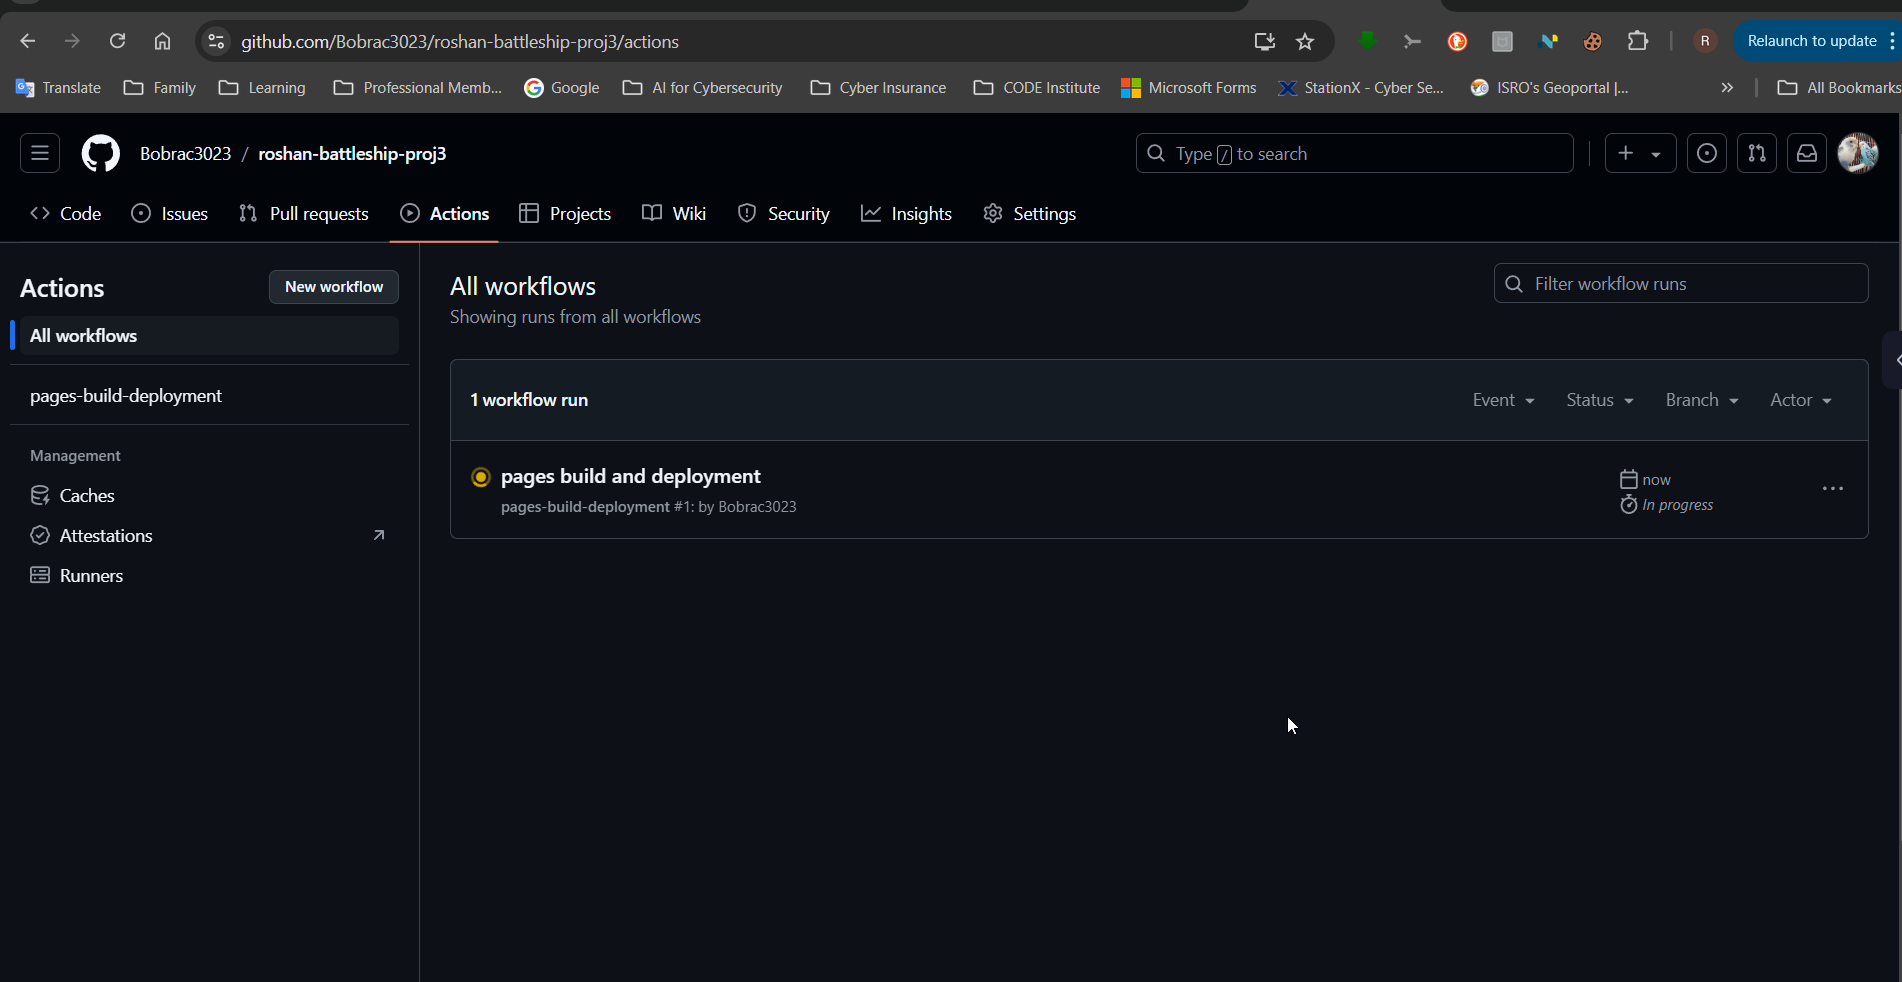 github.com/Bobrac3023/roshan-battleship-proj3/actions
R
Relaunch to update
Translate
Family
Learning
Professional Memb...
Google
AI for Cybersecurity
Cyber Insurance
CODE Institute
Microsoft Forms
StationX - Cyber Se...
ISRO's Geoportal |...
All Bookmarks
Bobrac3023 / roshan-battleship-proj3
Type / to search
Code
Issues
Pull requests
Actions
Projects
Wiki
Security
Insights
Settings
Actions
New workflow
All workflows
pages-build-deployment
Management
Caches
Attestations
Runners
All workflows
Showing runs from all workflows
Filter workflow runs
1 workflow run
Event
Status
Branch
Actor
pages build and deployment
pages-build-deployment #1: by Bobrac3023
now
In progress